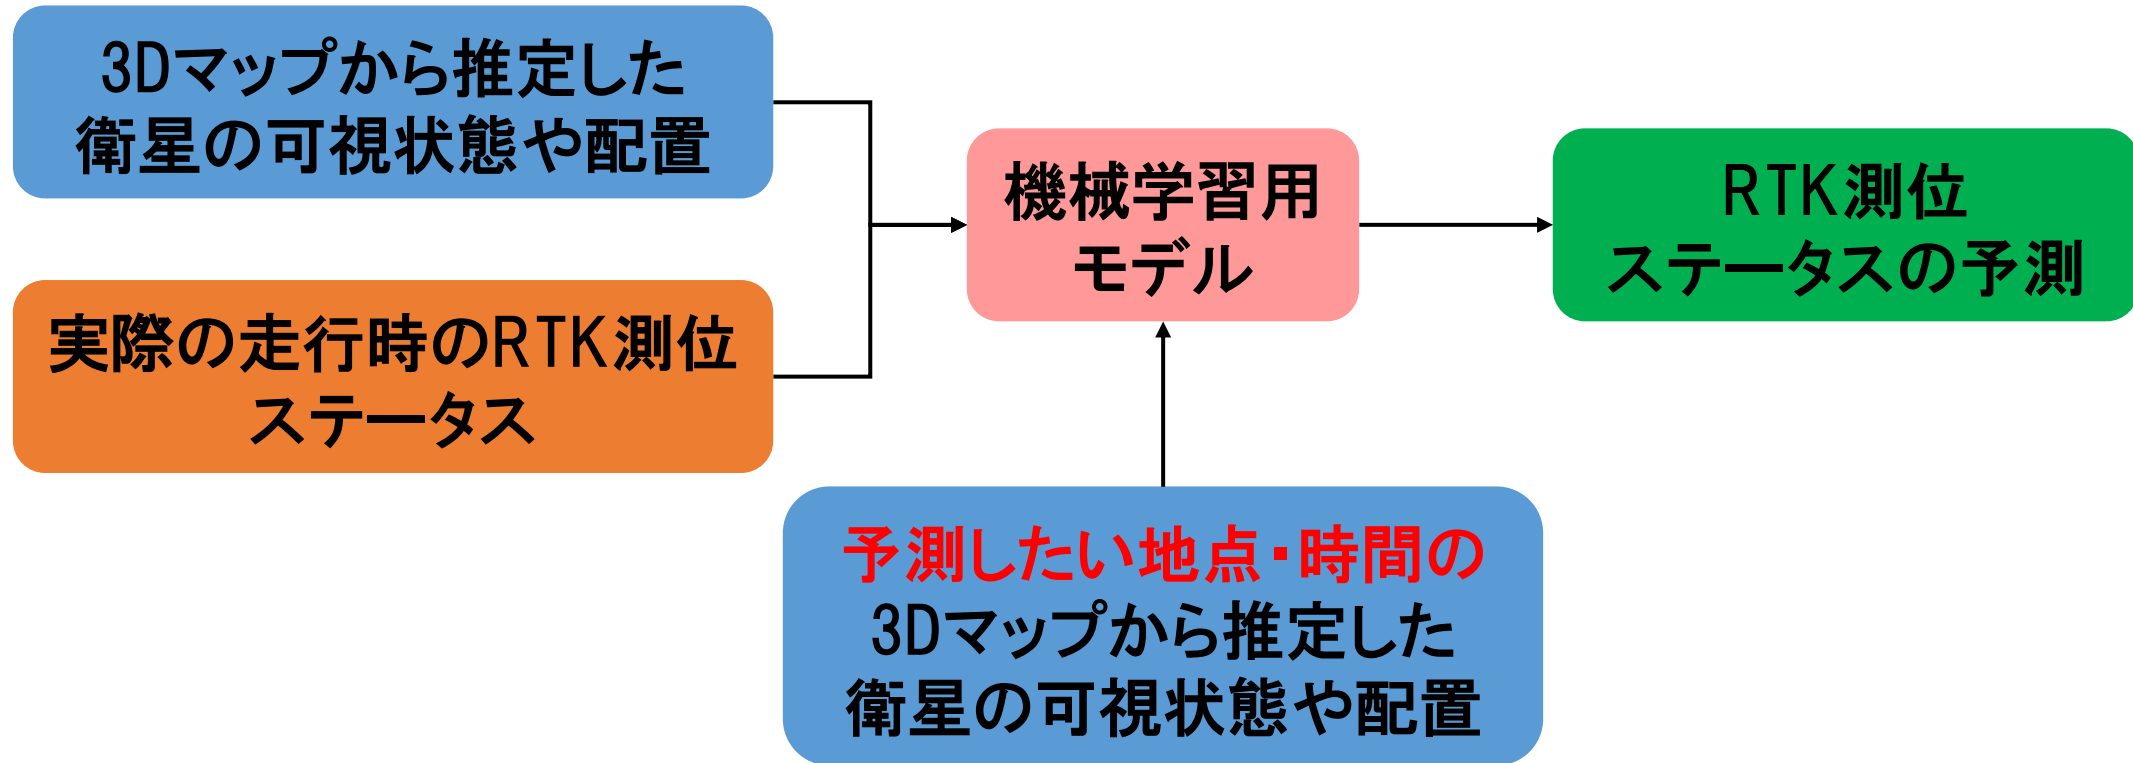 3Dマップから推定した
衛星の可視状態や配置
実際の走行時のRTK測位
ステータス
機械学習用
モデル
RTK測位
ステータスの予測
予測したい地点・時間の
3Dマップから推定した
衛星の可視状態や配置